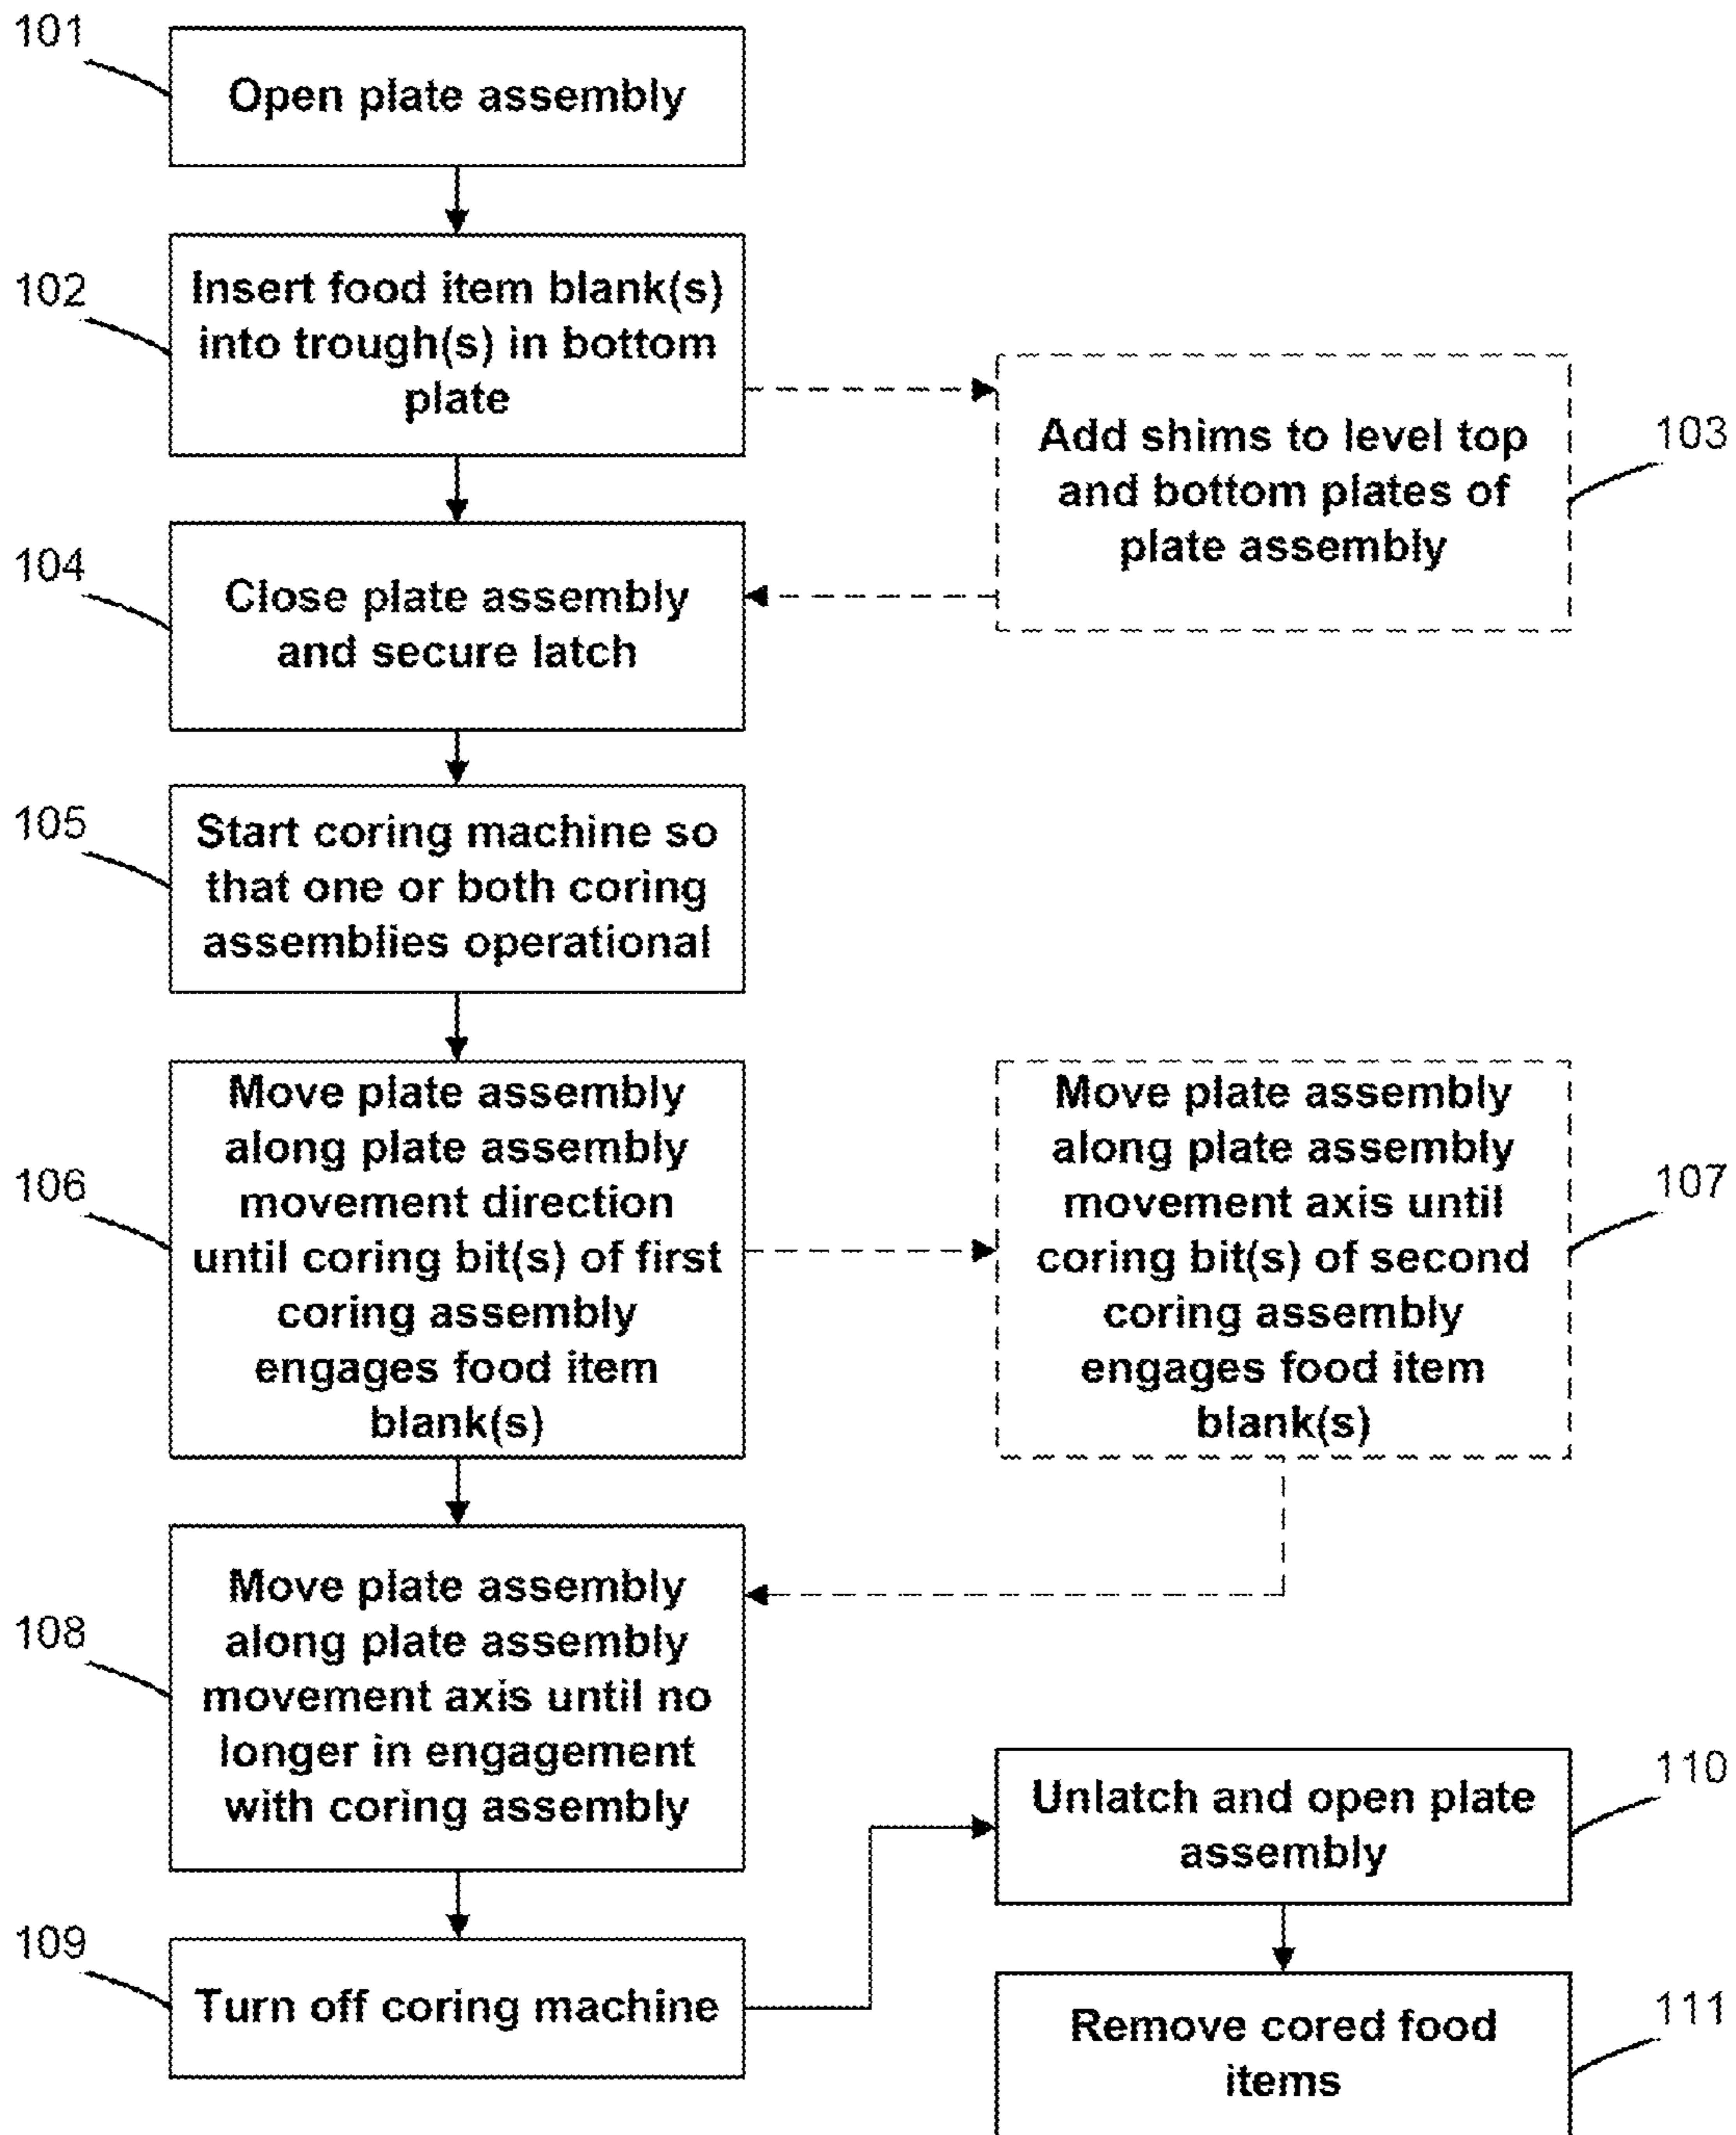 101
Open plate assembly
102
Insert food item blank(s)
into trough(s) in bottom
plate
103
Add shims to level top
and bottom plates of
plate assembly
104
Close plate assembly
and secure latch
105
Start coring machine so
that one or both coring
assemblies operational
106
Move plate assembly
along plate assembly
movement direction
until coring bit(s) of first
coring assembly
engages food item
blank(s)
107
Move plate assembly
along plate assembly
movement axis until
coring bit(s) of second
coring assembly
engages food item
blank(s)
108
Move plate assembly
along plate assembly
movement axis until no
longer in engagement
with coring assembly
109
Turn off coring machine
110
Unlatch and open plate
assembly
111
Remove cored food
items